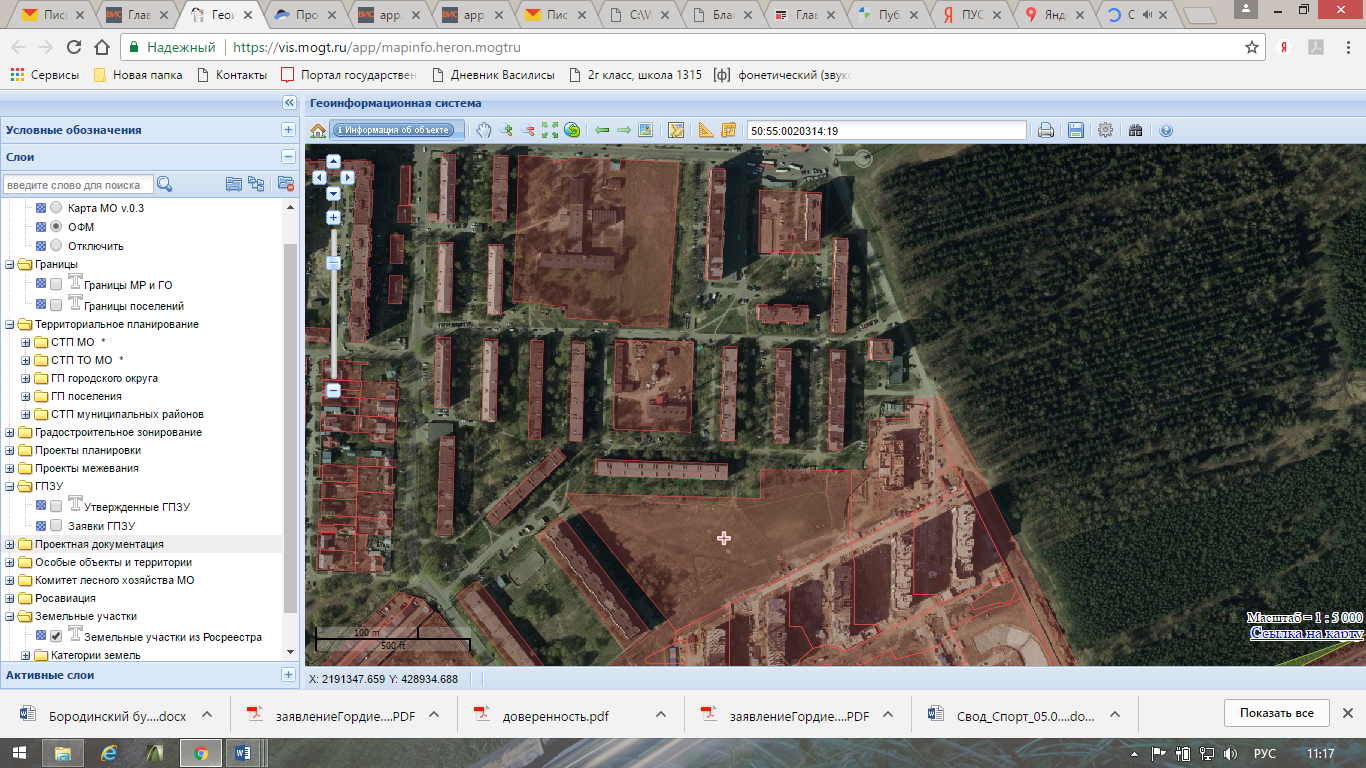 Пись
Глав
Геои
Про
appa
appa
Пись
C:\W
Благ
Глав
Пуб
ПУС
Янд
С
Надежный
https://vis.mogt.ru/app/mapinfo.heron.mogtru
Сервисы
Новая папка
Контакты
Портал государствен
Дневник Василисы
2г класс, школа 1315
[ф] фонетический (звук
Геоинформационная система
Условные обозначения
Информация об объекте
50:55:0020314:19
Слои
введите слово для поиска
Карта МО v.0.3
ОФМ
Отключить
Границы
Границы МР и ГО
Границы поселений
Территориальное планирование
СТП МО *
СТП ТО МО *
ГП городского округа
ГП поселения
СТП муниципальных районов
Градостроительное зонирование
Проекты планировки
Проекты межевания
ГПЗУ
Утвержденные ГПЗУ
Заявки ГПЗУ
Проектная документация
Особые объекты и территории
Комитет лесного хозяйства МО
Росавиация
Земельные участки
Земельные участки из Росреестра
Категории земель
Активные слои
100 m
500 ft
Масштаб = 1 : 5 000
Ссылка на карту
X: 2191347.659 Y: 428934.688
Бородинский бу....docx
заявлениеГордие....PDF
доверенность.pdf
заявлениеГордие....PDF
Свод_Спорт_05.0....do...
Показать все
РУС
11:17